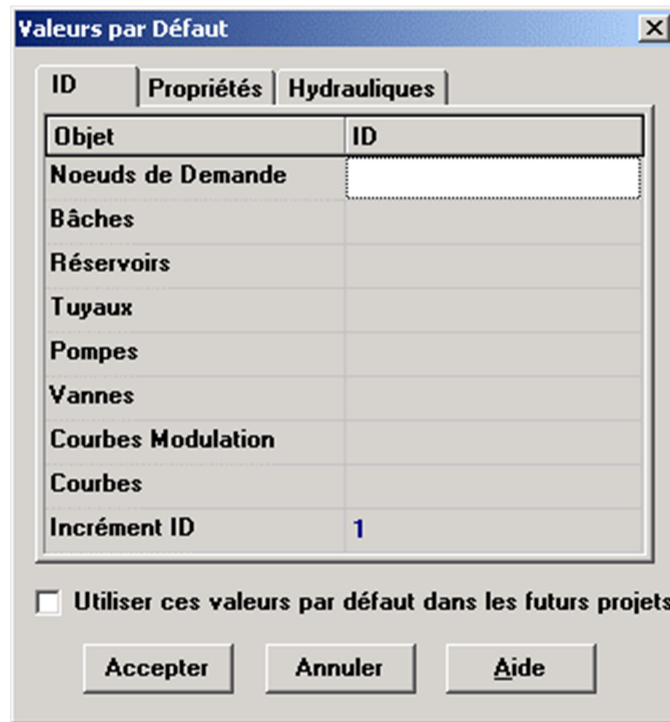 Valeurs par Défaut
ID Propriétés Hydrauliques
Objet ID
Noeuds de Demande
Bâches
Réservoirs
Tuyaux
Pompes
Vannes
Courbes Modulation
Courbes
Incrément ID 1
Utiliser ces valeurs par défaut dans les futurs projets
Accepter Annuler Aide